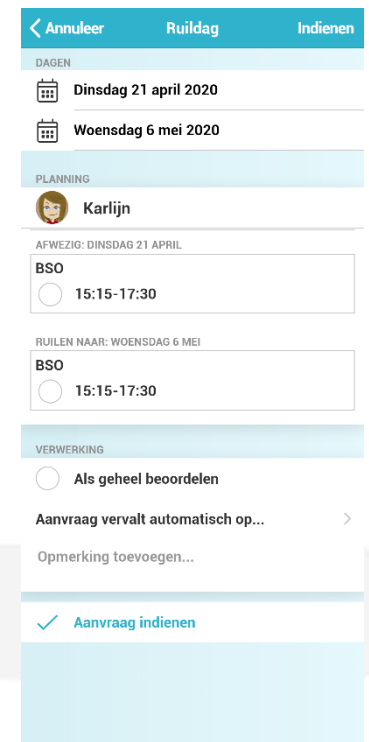 Annuleer Ruildag Indienen
DAGEN
Dinsdag 21 april 2020
Woensdag 6 mei 2020
PLANNING
Karlijn
AFWEZIG: DINSDAG 21 APRIL
BSO
15:15-17:30
RUILEN NAAR: WOENSDAG 6 MEI
BSO
15:15-17:30
VERWERKING
Als geheel beoordelen
Aanvraag vervalt automatisch op...
Opmerking toevoegen...
Aanvraag indienen